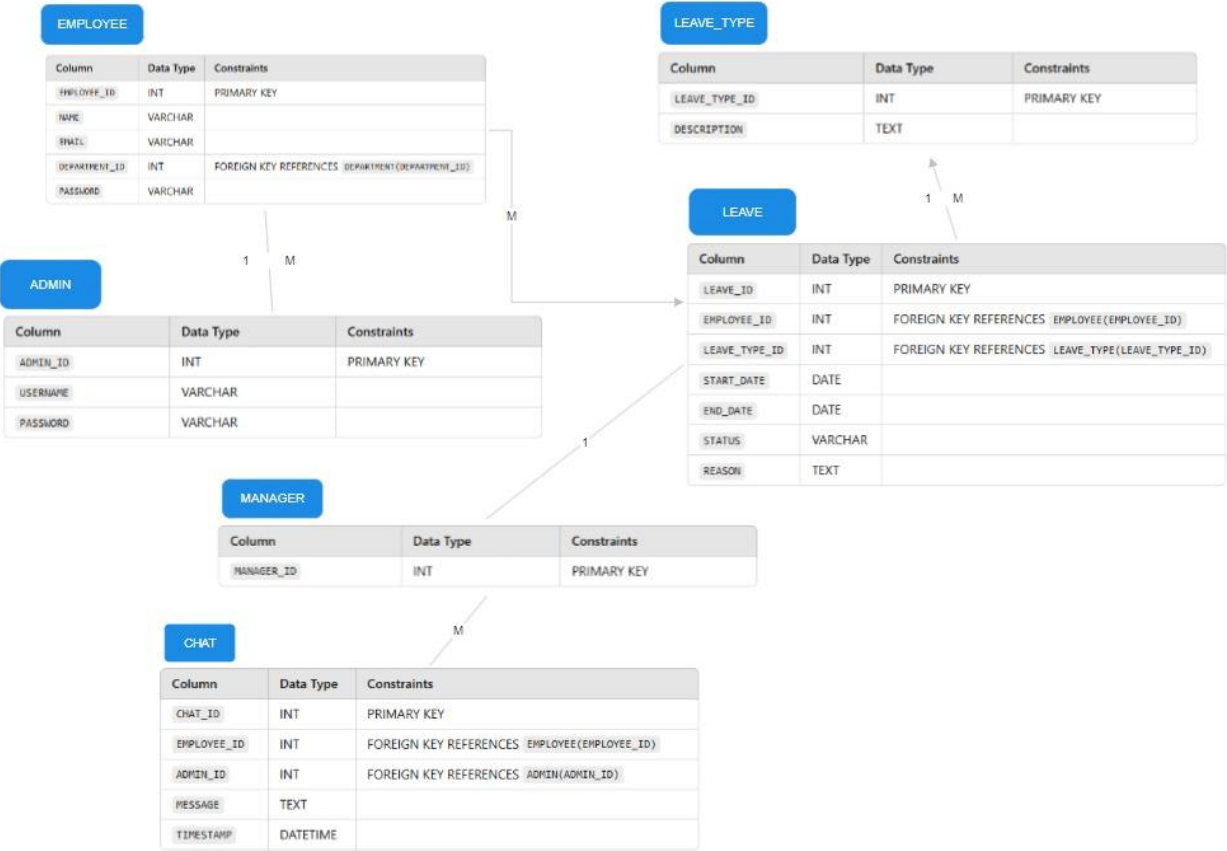 EMPLOYEE
Column Data Type Constraints
EMPLOYEE_ID INT PRIMARY KEY
NAME VARCHAR
EMAIL VARCHAR
DEPARTMENT_ID INT FOREIGN KEY REFERENCES DEPARTMENT(DEPARTMENT_ID)
PASSWORD VARCHAR
LEAVE_TYPE
Column Data Type Constraints
LEAVE_TYPE_ID INT PRIMARY KEY
DESCRIPTION TEXT
1 M
M
1 M
LEAVE
Column Data Type Constraints
LEAVE_ID INT PRIMARY KEY
EMPLOYEE_ID INT FOREIGN KEY REFERENCES EMPLOYEE(EMPLOYEE_ID)
LEAVE_TYPE_ID INT FOREIGN KEY REFERENCES LEAVE_TYPE(LEAVE_TYPE_ID)
START_DATE DATE
END_DATE DATE
STATUS VARCHAR
REASON TEXT
ADMIN
Column Data Type Constraints
ADMIN_ID INT PRIMARY KEY
USERNAME VARCHAR
PASSWORD VARCHAR
1
MANAGER
Column Data Type Constraints
MANAGER_ID INT PRIMARY KEY
M
CHAT
Column Data Type Constraints
CHAT_ID INT PRIMARY KEY
EMPLOYEE_ID INT FOREIGN KEY REFERENCES EMPLOYEE(EMPLOYEE_ID)
ADMIN_ID INT FOREIGN KEY REFERENCES ADMIN(ADMIN_ID)
MESSAGE TEXT
TIMESTAMP DATETIME